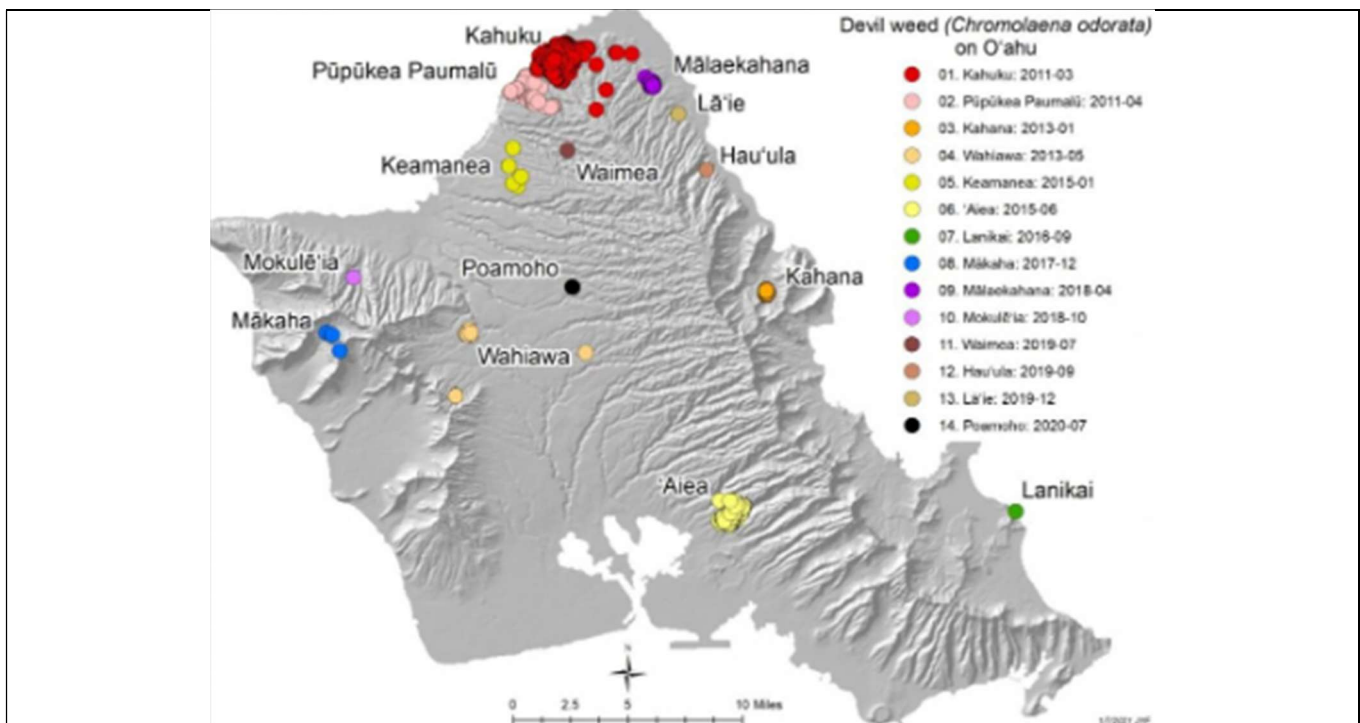 Devil weed (Chromolaena odorata)
on O‘ahu
01. Kahuku: 2011-03
02. Pūpūkea Paumalū: 2011-04
03. Kahana: 2013-01
04. Wahiawa: 2013-05
05. Keamanea: 2015-01
06. ‘Aiea: 2015-06
07. Lanikai: 2016-09
08. Mākaha: 2017-12
09. Mālaekahana: 2018-04
10. Mokulē‘ia: 2018-10
11. Waimea: 2019-07
12. Hau‘ula: 2019-09
13. Lā‘ie: 2019-12
14. Poamoho: 2020-07
Kahuku
Pūpūkea Paumalū
Mālaekahana
Lā‘ie
Keamanea
Waimea
Hau‘ula
Mokulē‘ia
Poamoho
Kahana
Mākaha
Wahiawa
‘Aiea
Lanikai
N
0 2.5 5 10 Miles